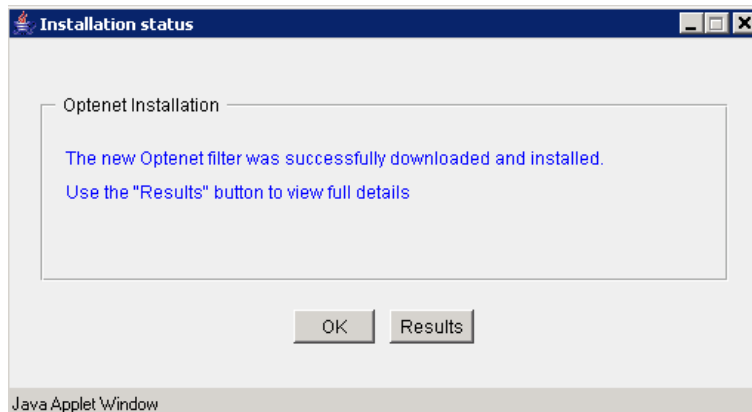 Installation status
Optenet Installation
The new Optenet filter was successfully downloaded and installed.
Use the "Results" button to view full details
OK Results
Java Applet Window